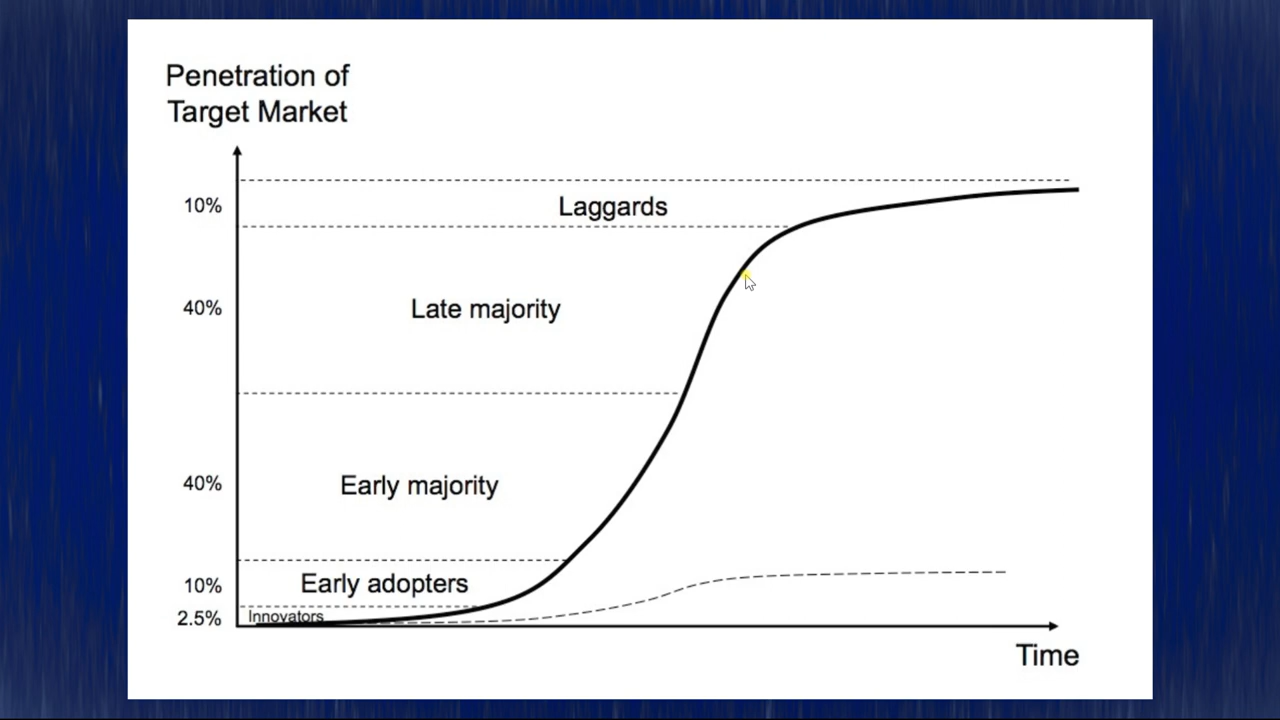 Penetration of
Target Market
10%
Laggards
40%
Late majority
40%
Early majority
10%
Early adopters
2.5%
Innovators
Time